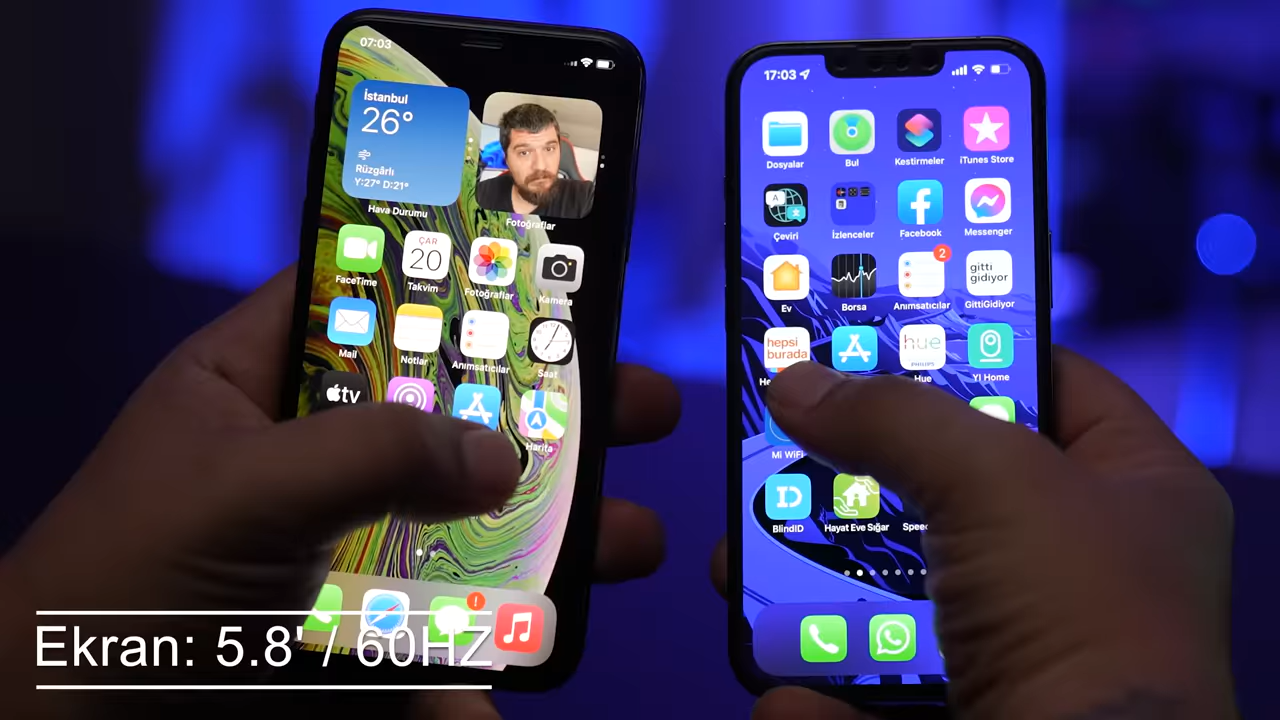 07:03
İstanbul
26°
Rüzgârlı
Y:27° D:21°
Hava Durumu
Fotoğraflar
FaceTime
ÇAR
20
Takvim
Fotoğraflar
Kamera
Mail
Notlar
Anımsatıcılar
Saat
tv
Harita
!
17:03
Dosyalar
Bul
Kestirmeler
iTunes Store
Çeviri
İzlenceler
Facebook
Messenger
Ev
Borsa
2
Anımsatıcılar
gitti
gidiyor
GittiGidiyor
hepsi
burada
hue
PHILIPS
Hue
YI
YI Home
Mi WiFi
ID
BlindID
Hayat Eve Sığar
Ekran: 5.8' / 60HZ